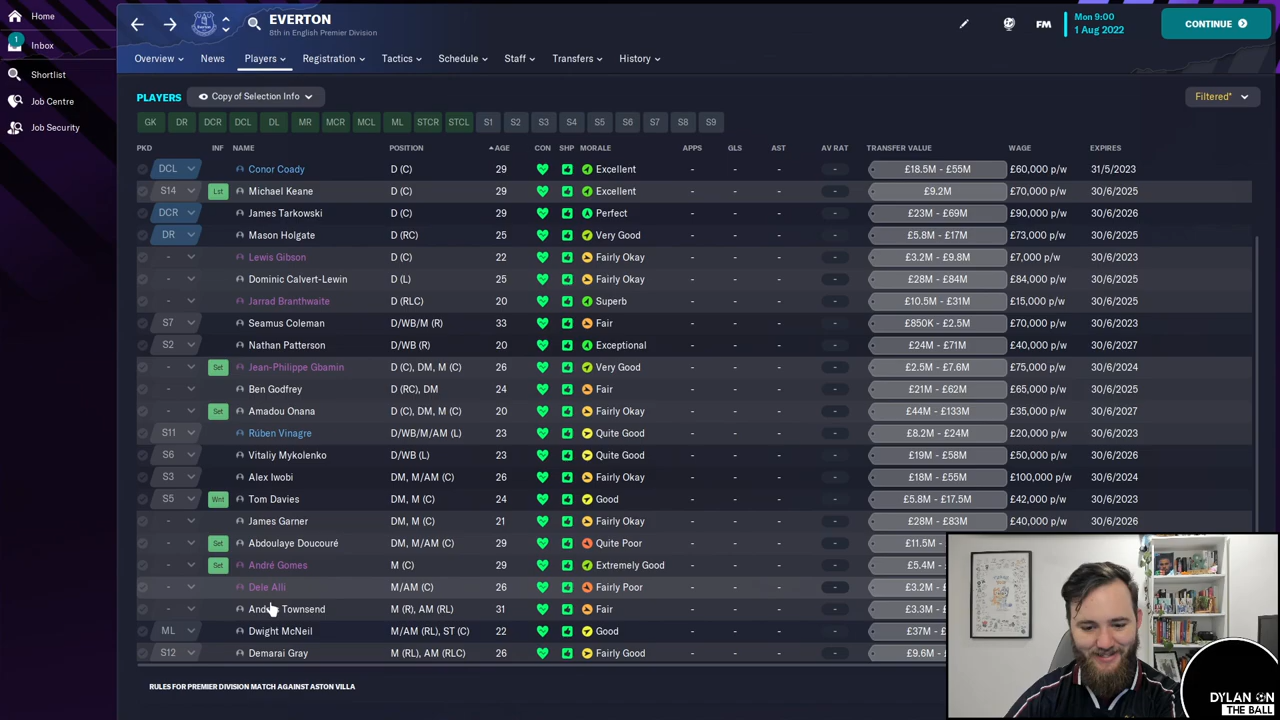 Home
1
Inbox
Shortlist
Job Centre
Job Security
EVERTON
8th in English Premier Division
FM
Mon 9:00
1 Aug 2022
CONTINUE
Overview News Players Registration Tactics Schedule Staff Transfers History
PLAYERS Copy of Selection Info Filtered*
GK DR DCR DCL DL MR MCR MCL ML STCR STCL S1 S2 S3 S4 S5 S6 S7 S8 S9
PKD INF NAME POSITION AGE CON SHP MORALE APPS GLS AST AV RAT TRANSFER VALUE WAGE EXPIRES
DCL Conor Coady D (C) 29 Excellent - - - - £18.5M - £55M £60,000 p/w 31/5/2023
S14 Lst Michael Keane D (C) 29 Excellent - - - - £9.2M £70,000 p/w 30/6/2025
DCR James Tarkowski D (C) 29 Perfect - - - - £23M - £69M £90,000 p/w 30/6/2026
DR Mason Holgate D (RC) 25 Very Good - - - - £5.8M - £17M £73,000 p/w 30/6/2025
- Lewis Gibson D (C) 22 Fairly Okay - - - - £3.2M - £9.8M £7,000 p/w 30/6/2023
- Dominic Calvert-Lewin D (L) 25 Fairly Okay - - - - £28M - £84M £84,000 p/w 30/6/2025
- Jarrad Branthwaite D (RLC) 20 Superb - - - - £10.5M - £31M £15,000 p/w 30/6/2025
S7 Seamus Coleman D/WB/M (R) 33 Fair - - - - £850K - £2.5M £70,000 p/w 30/6/2023
S2 Nathan Patterson D/WB (R) 20 Exceptional - - - - £24M - £71M £40,000 p/w 30/6/2027
- Set Jean-Philippe Gbamin D (C), DM, M (C) 26 Very Good - - - - £2.5M - £7.6M £75,000 p/w 30/6/2024
- Ben Godfrey D (RC), DM 24 Fair - - - - £21M - £62M £65,000 p/w 30/6/2025
- Set Amadou Onana D (C), DM, M (C) 20 Fairly Okay - - - - £44M - £133M £35,000 p/w 30/6/2027
S11 Rúben Vinagre D/WB/M/AM (L) 23 Quite Good - - - - £8.2M - £24M £20,000 p/w 30/6/2023
S6 Vitaliy Mykolenko D/WB (L) 23 Quite Good - - - - £19M - £58M £50,000 p/w 30/6/2026
S3 Alex Iwobi DM, M/AM (C) 26 Fairly Okay - - - - £18M - £55M £100,000 p/w 30/6/2024
S5 Wnt Tom Davies DM, M (C) 24 Good - - - - £5.8M - £17.5M £42,000 p/w 30/6/2023
- James Garner DM, M (C) 21 Fairly Okay - - - - £28M - £83M £40,000 p/w 30/6/2026
- Set Abdoulaye Doucouré DM, M/AM (C) 29 Quite Poor - - - - £11.5M
- Set André Gomes M (C) 29 Extremely Good - - - - £5.4M -
- Dele Alli M/AM (C) 26 Fairly Poor - - - - £3.2M -
- Townsend M (R), AM (RL) 31 Fair - - - - £3.3M -
ML Dwight McNeil M/AM (RL), ST (C) 22 Good - - - - £37M -
S12 Demarai Gray M (RL), AM (RLC) 26 Fairly Good - - - - £9.6M -
RULES FOR PREMIER DIVISION MATCH AGAINST ASTON VILLA
DYLAN ON
THE BALL